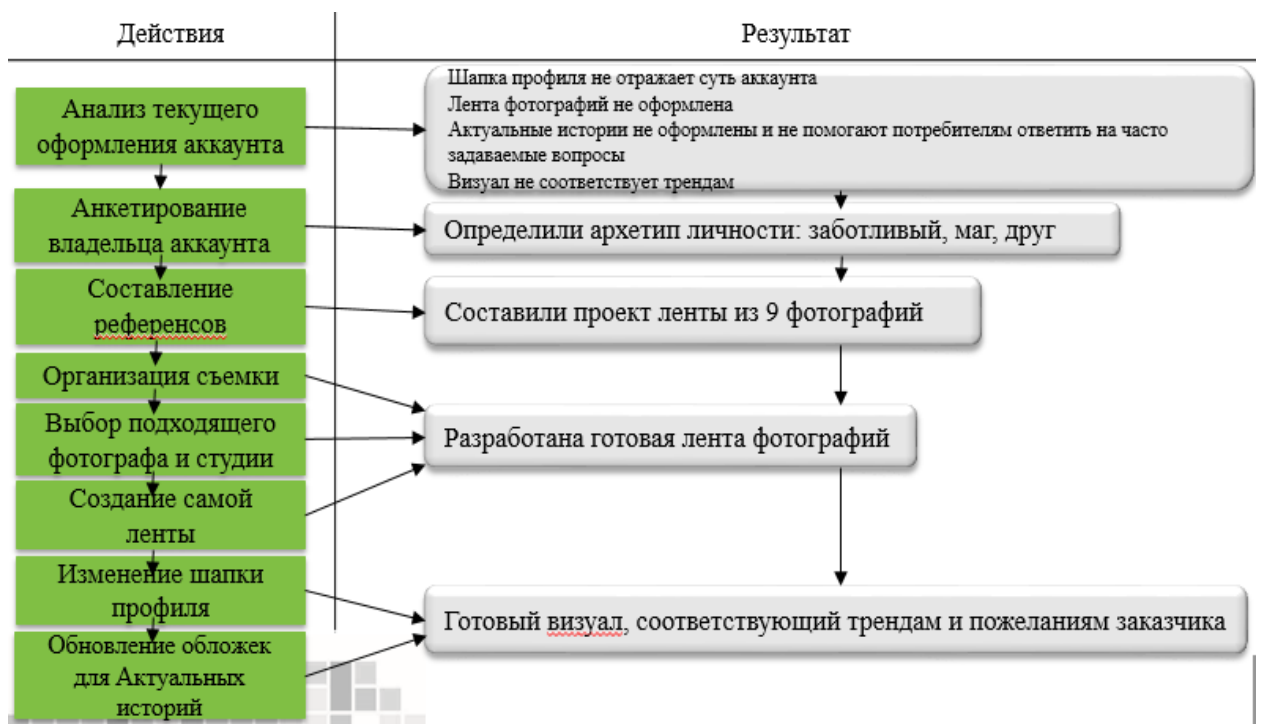 Действия
Результат
Анализ текущего
оформления аккаунта
Шапка профиля не отражает суть аккаунта
Лента фотографий не оформлена
Актуальные истории не оформлены и не помогают потребителям ответить на часто
задаваемые вопросы
Визуал не соответствует трендам
Анкетирование
владельца аккаунта
Определили архетип личности: заботливый, маг, друг
Составление
референсов
Составили проект ленты из 9 фотографий
Организация съемки
Выбор подходящего
фотографа и студии
Создание самой
ленты
Разработана готовая лента фотографий
Изменение шапки
профиля
Обновление обложек
для Актуальных
историй
Готовый визуал, соответствующий трендам и пожеланиям заказчика